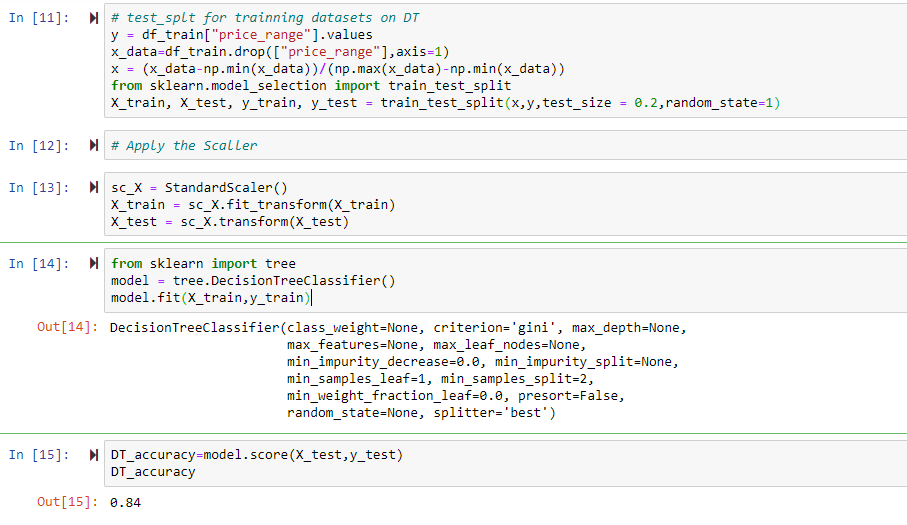 In [11]: # test_splt for trainning datasets on DT
y = df_train["price_range"].values
x_data=df_train.drop(["price_range"],axis=1)
x = (x_data-np.min(x_data))/(np.max(x_data)-np.min(x_data))
from sklearn.model_selection import train_test_split
X_train, X_test, y_train, y_test = train_test_split(x,y,test_size = 0.2,random_state=1)
In [12]: # Apply the Scaller
In [13]: sc_X = StandardScaler()
X_train = sc_X.fit_transform(X_train)
X_test = sc_X.transform(X_test)
In [14]: from sklearn import tree
model = tree.DecisionTreeClassifier()
model.fit(X_train,y_train)
Out[14]: DecisionTreeClassifier(class_weight=None, criterion='gini', max_depth=None,
max_features=None, max_leaf_nodes=None,
min_impurity_decrease=0.0, min_impurity_split=None,
min_samples_leaf=1, min_samples_split=2,
min_weight_fraction_leaf=0.0, presort=False,
random_state=None, splitter='best')
In [15]: DT_accuracy=model.score(X_test,y_test)
DT_accuracy
Out[15]: 0.84